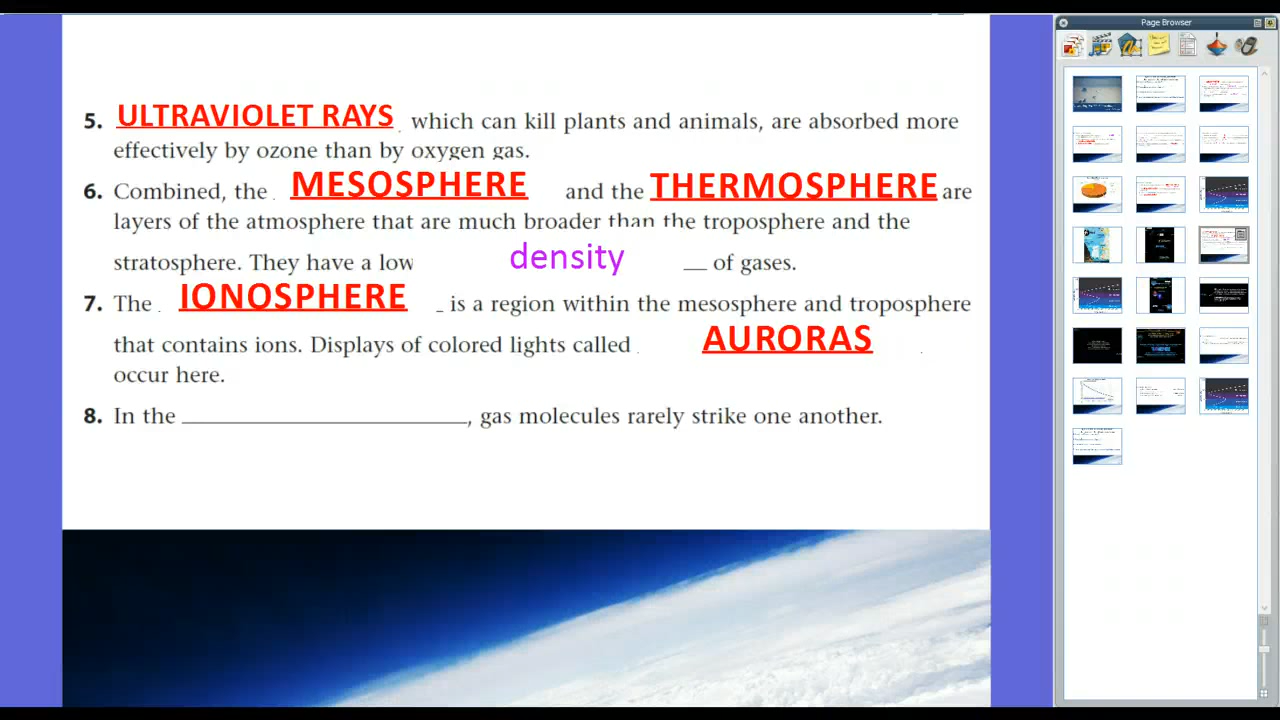 Page Browser
5. ULTRAVIOLET RAYS which can kill plants and animals, are absorbed more
effectively by ozone than by oxygen gas.
6. Combined, the MESOSPHERE and the THERMOSPHERE are
layers of the atmosphere that are much broader than the troposphere and the
stratosphere. They have a low density __ of gases.
7. The IONOSPHERE _ is a region within the mesosphere and troposphere
that contains ions. Displays of colored lights called AURORAS
occur here.
8. In the ____________________, gas molecules rarely strike one another.